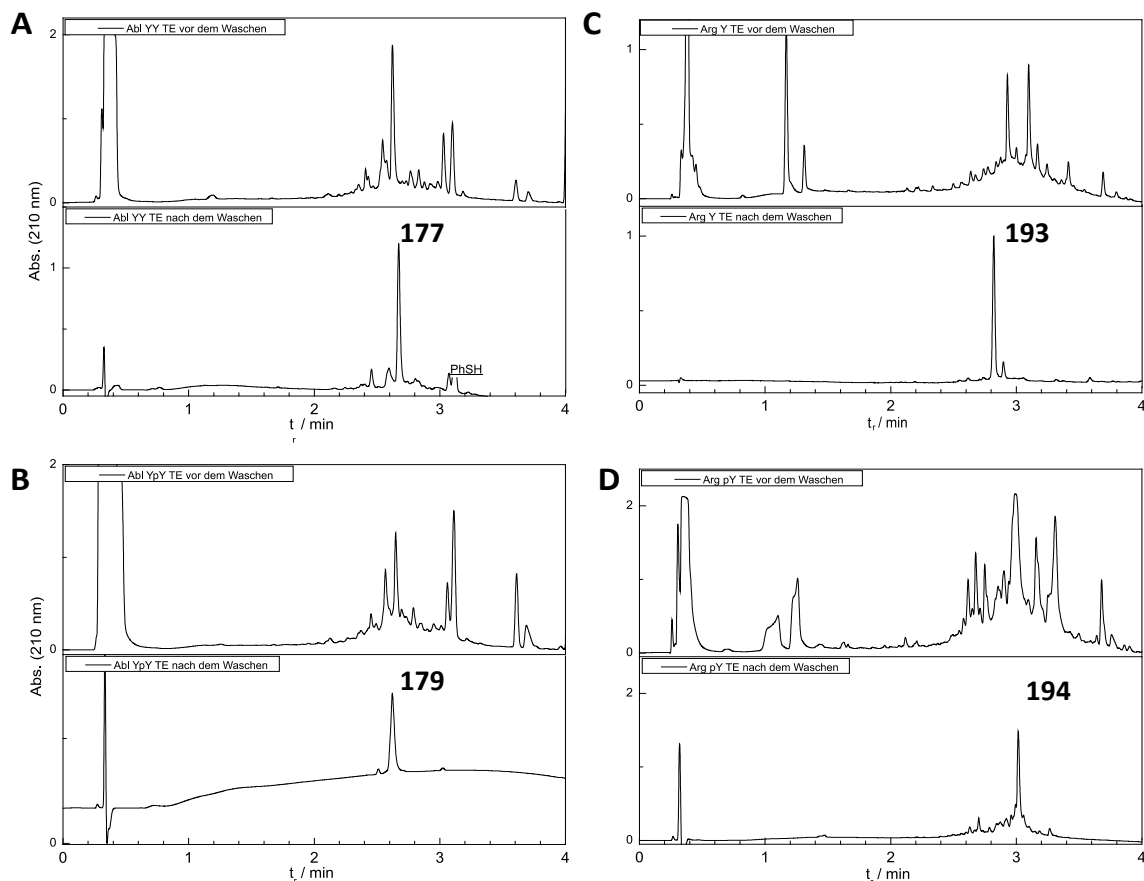 A
Abl YY TE vor dem Waschen
2
1
0
Abl YY TE nach dem Waschen
177
1
PhSH
0
Abs. (210 nm)
0 1 2 3 4
t r / min
B
Abl YpY TE vor dem Waschen
2
1
0
Abl YpY TE nach dem Waschen
179
1
0
Abs. (210 nm)
0 1 2 3 4
t r / min
C
Arg Y TE vor dem Waschen
1
0
Arg Y TE nach dem Waschen
193
1
0
0 1 2 3 4
t r / min
D
Arg pY TE vor dem Waschen
2
0
Arg pY TE nach dem Waschen
194
2
0
0 1 2 3 4
t r / min